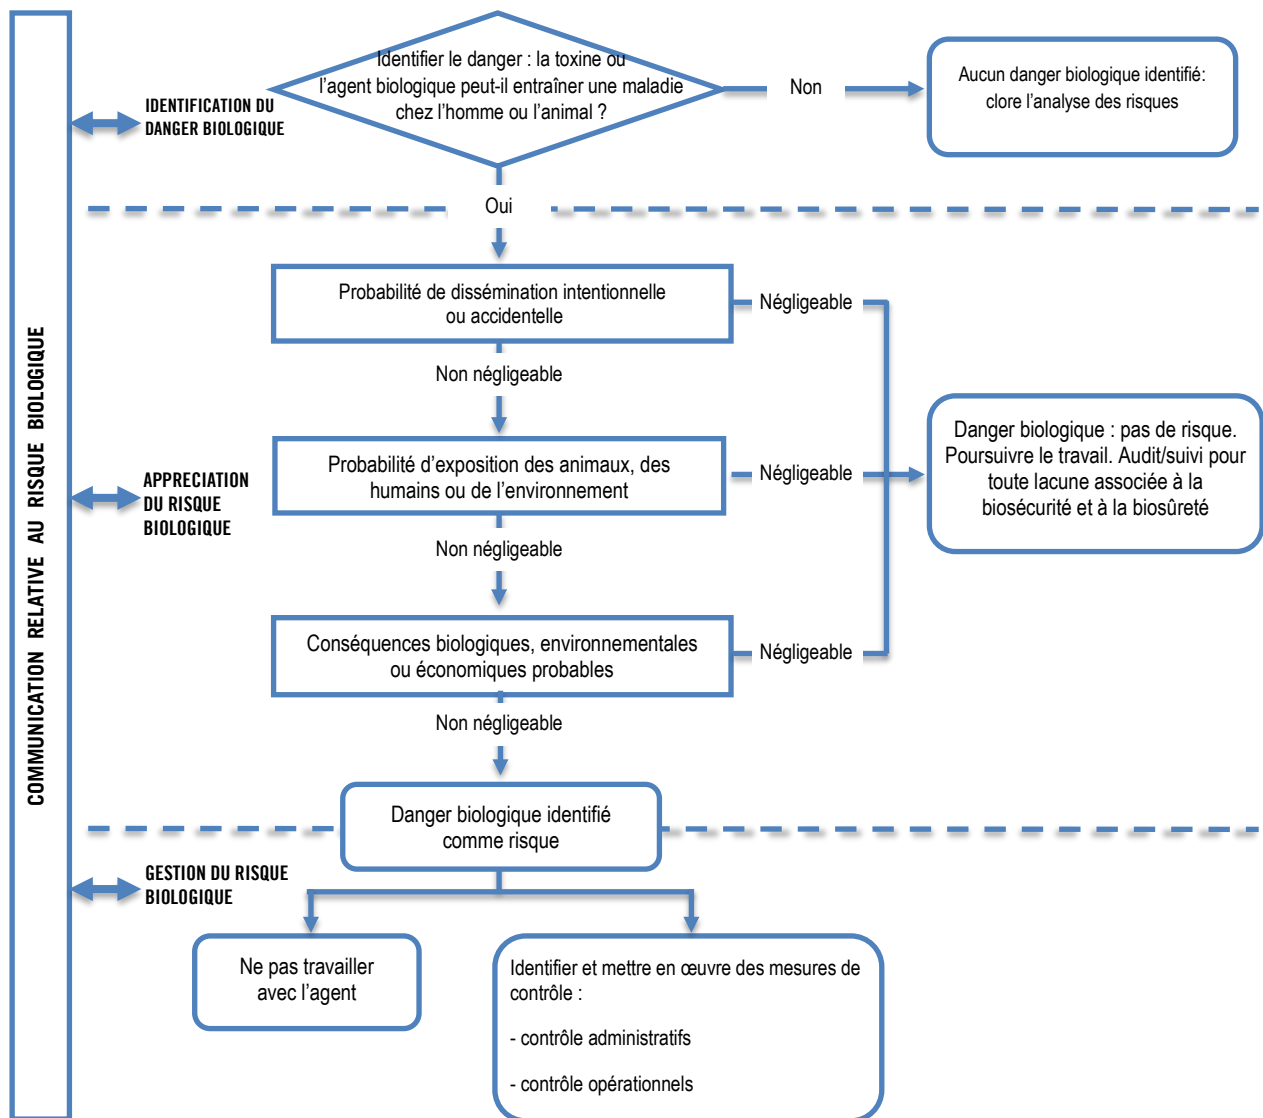 COMMUNICATION RELATIVE AU RISQUE BIOLOGIQUE
IDENTIFICATION DU
DANGER BIOLOGIQUE
Identifier le danger : la toxine ou
l’agent biologique peut-il entraîner une maladie
chez l’homme ou l’animal ?
Non
Aucun danger biologique identifié:
clore l’analyse des risques
Oui
Probabilité de dissémination intentionnelle
ou accidentelle
Négligeable
Non négligeable
APPRECIATION
DU RISQUE
BIOLOGIQUE
Probabilité d’exposition des animaux, des
humains ou de l’environnement
Négligeable
Danger biologique : pas de risque.
Poursuivre le travail. Audit/suivi pour
toute lacune associée à la
biosécurité et à la biosûreté
Non négligeable
Conséquences biologiques, environnementales
ou économiques probables
Négligeable
Non négligeable
Danger biologique identifié
comme risque
GESTION DU RISQUE
BIOLOGIQUE
Ne pas travailler
avec l’agent
Identifier et mettre en œuvre des mesures de
contrôle :
- contrôle administratifs
- contrôle opérationnels